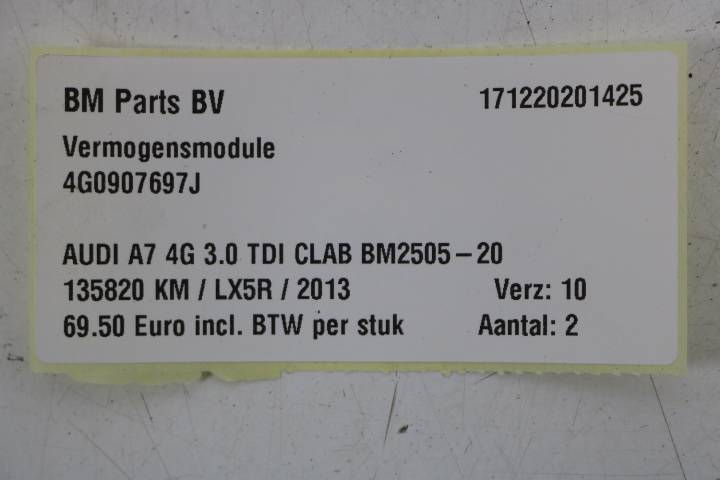 BM Parts BV 171220201425
Vermogensmodule
4G0907697J
AUDI A7 4G 3.0 TDI CLAB BM2505-20
135820 KM / LX5R / 2013 Verz: 10
69.50 Euro incl. BTW per stuk Aantal: 2